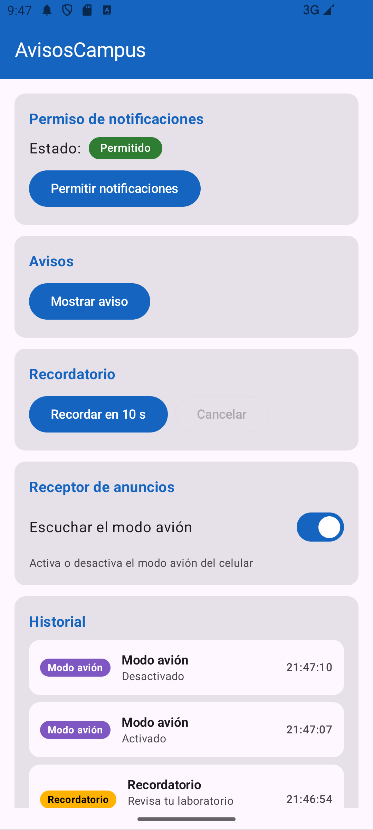 9:47 3G
AvisosCampus
Permiso de notificaciones
Estado: Permitido
Permitir notificaciones
Avisos
Mostrar aviso
Recordatorio
Recordar en 10 s Cancelar
Receptor de anuncios
Escuchar el modo avión
Activa o desactiva el modo avión del celular
Historial
Modo avión Modo avión 21:47:10
Desactivado
Modo avión Modo avión 21:47:07
Activado
Recordatorio Recordatorio 21:46:54
Revisa tu laboratorio